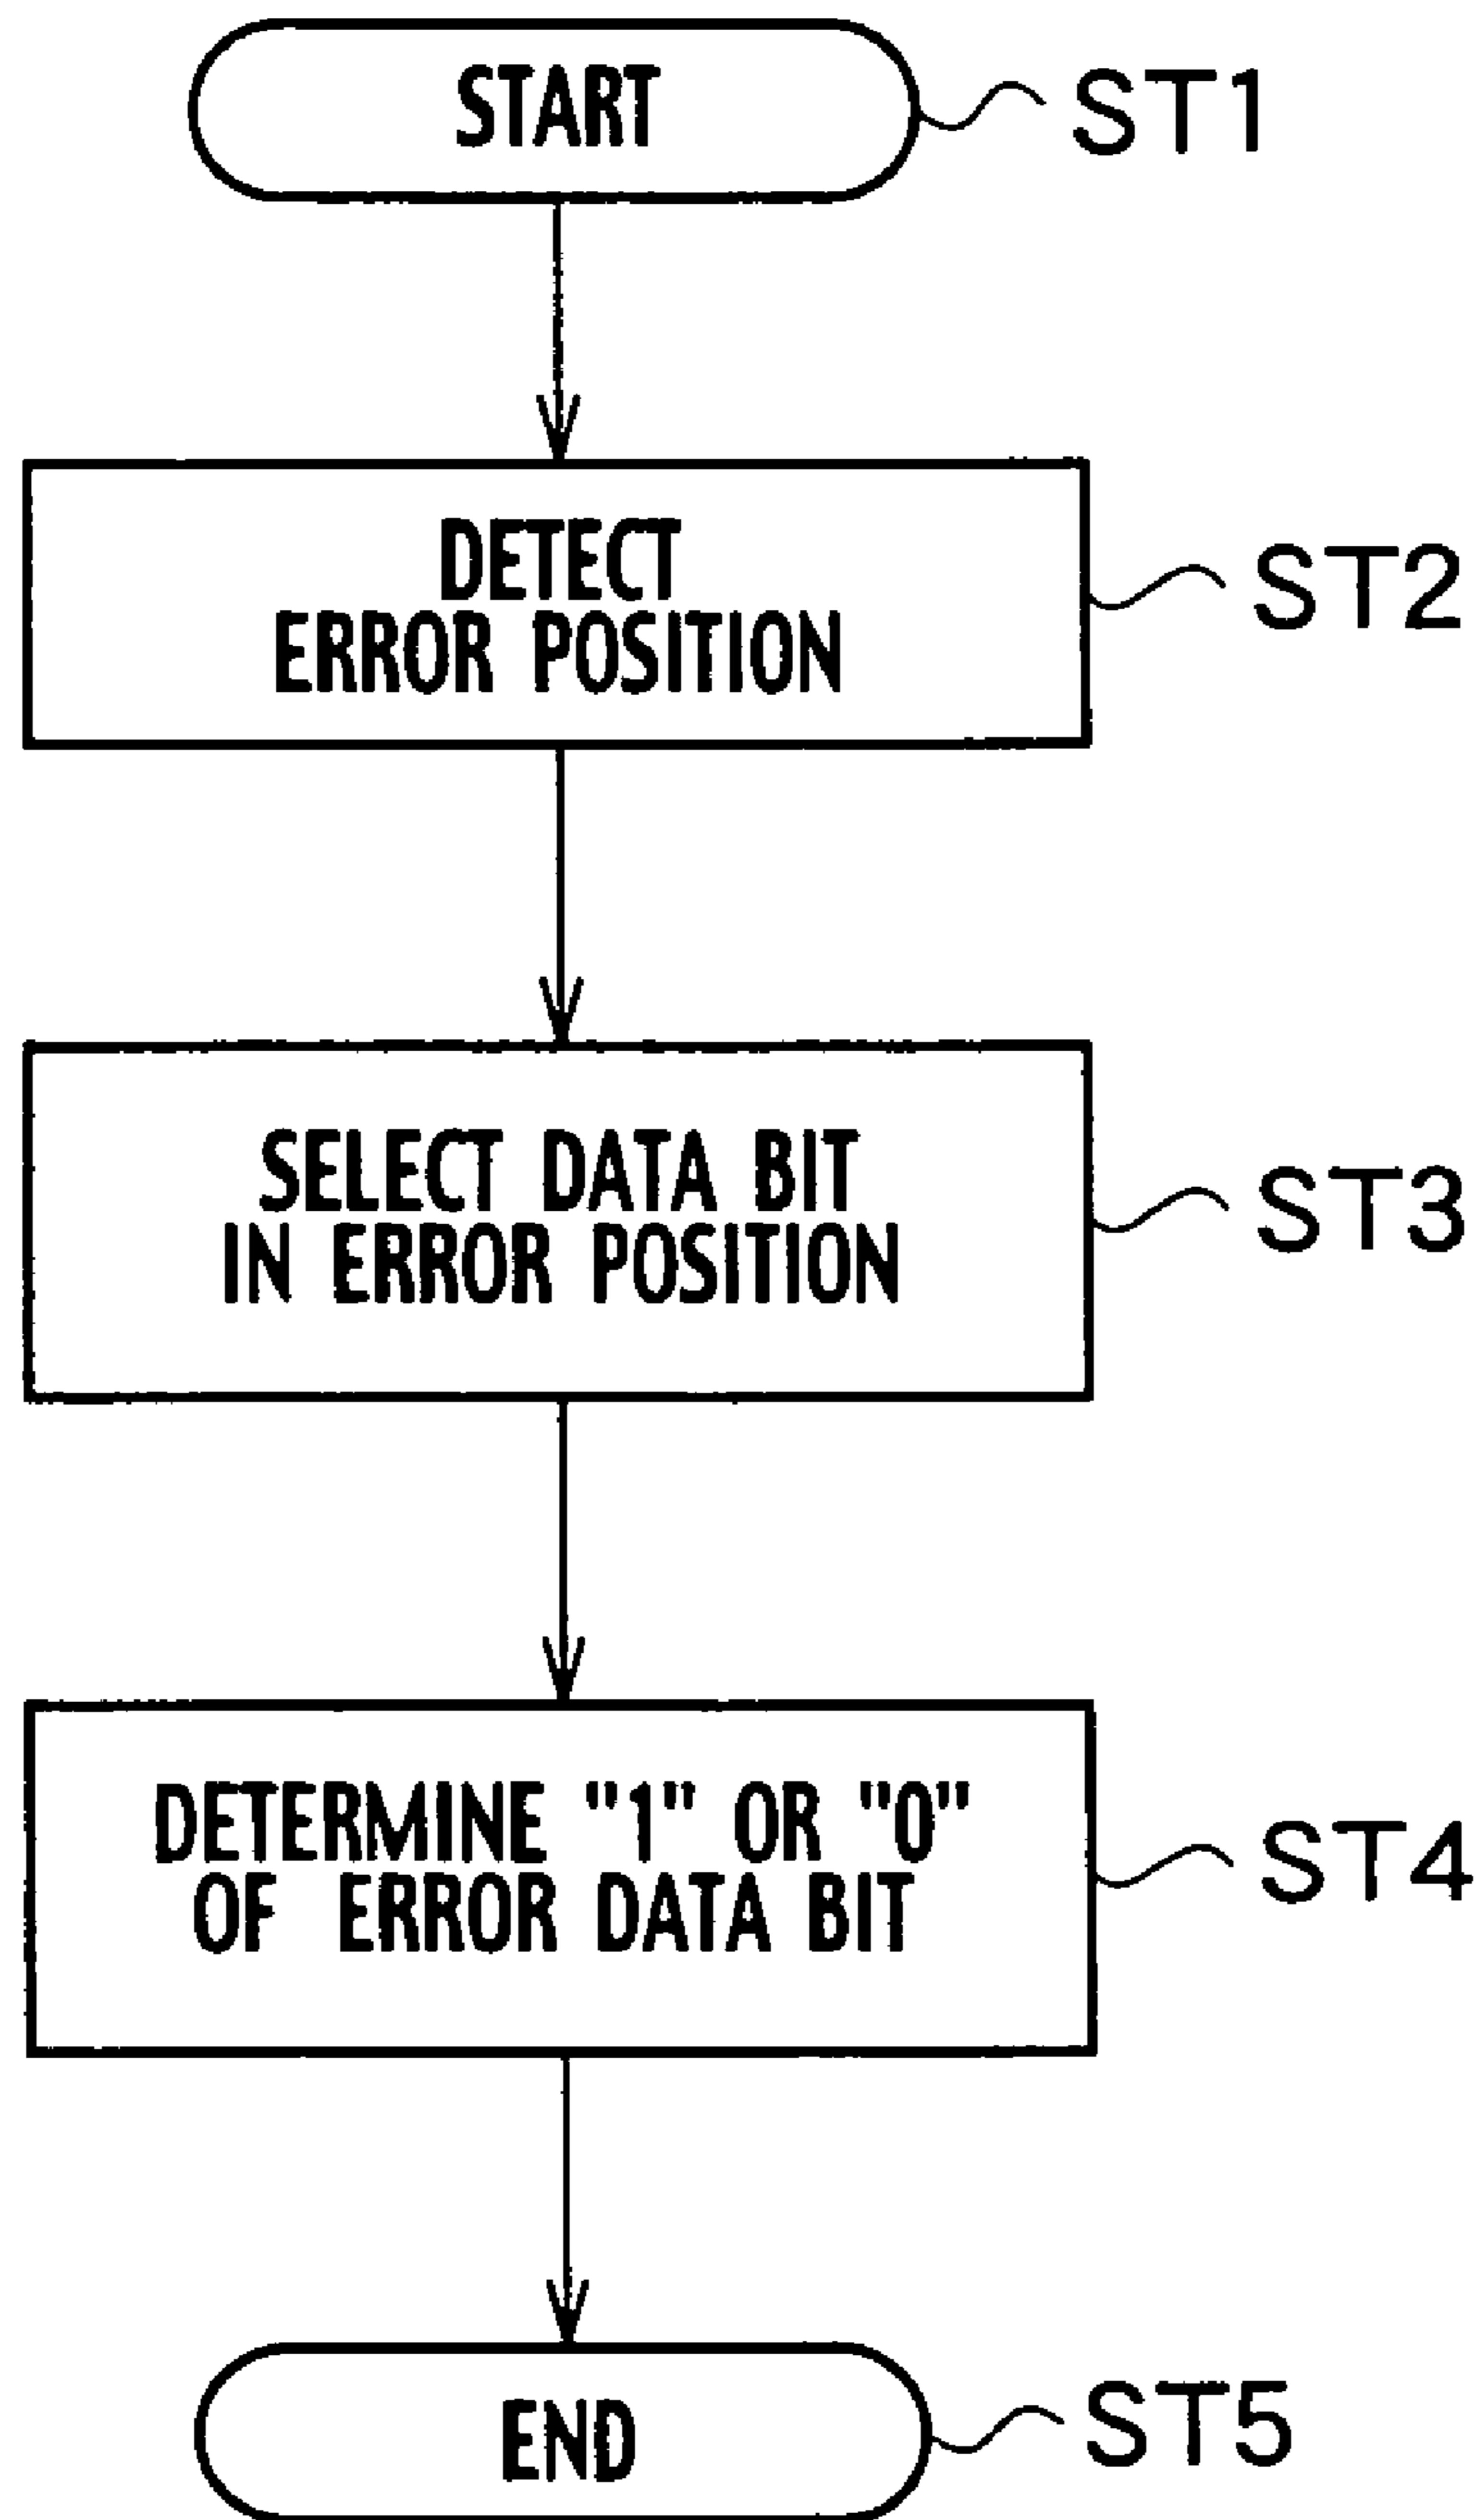 START
ST1
DETECT
ERROR POSITION
ST2
SELECT DATA BIT
IN ERROR POSITION
ST3
DETERMINE "1" OR "0"
OF ERROR DATA BIT
ST4
END
ST5